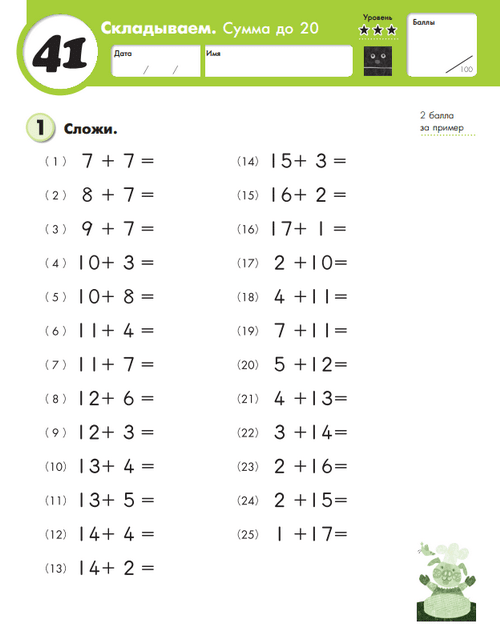 41
Складываем. Сумма до 20
Дата / /
Имя
Уровень
Баллы
/100
1 Сложи.
2 балла
за пример
(1) 7 + 7 =
(2) 8 + 7 =
(3) 9 + 7 =
(4) 10+ 3 =
(5) 10+ 8 =
(6) 11+ 4 =
(7) 11+ 7 =
(8) 12+ 6 =
(9) 12+ 3 =
(10) 13+ 4 =
(11) 13+ 5 =
(12) 14+ 4 =
(13) 14+ 2 =
(14) 15+ 3 =
(15) 16+ 2 =
(16) 17+ 1 =
(17) 2 +10=
(18) 4 +11=
(19) 7 +11=
(20) 5 +12=
(21) 4 +13=
(22) 3 +14=
(23) 2 +16=
(24) 2 +15=
(25) 1 +17=